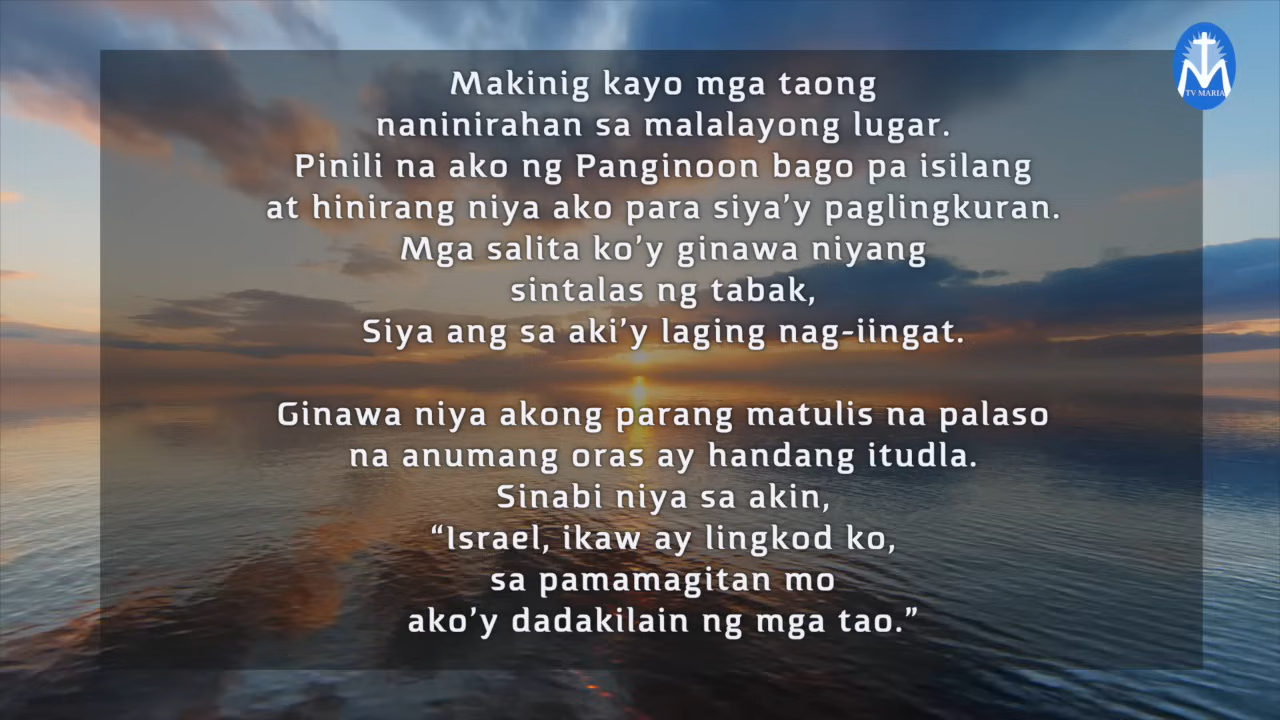 TV MARIA
Makinig kayo mga taong
naninirahan sa malalayong lugar.
Pinili na ako ng Panginoon bago pa isilang
at hinirang niya ako para siya’y paglingkuran.
Mga salita ko’y ginawa niyang
sintalas ng tabak,
Siya ang sa aki’y laging nag-iingat.
Ginawa niya akong parang matulis na palaso
na anumang oras ay handang itudla.
Sinabi niya sa akin,
“Israel, ikaw ay lingkod ko,
sa pamamagitan mo
ako’y dadakilain ng mga tao.”